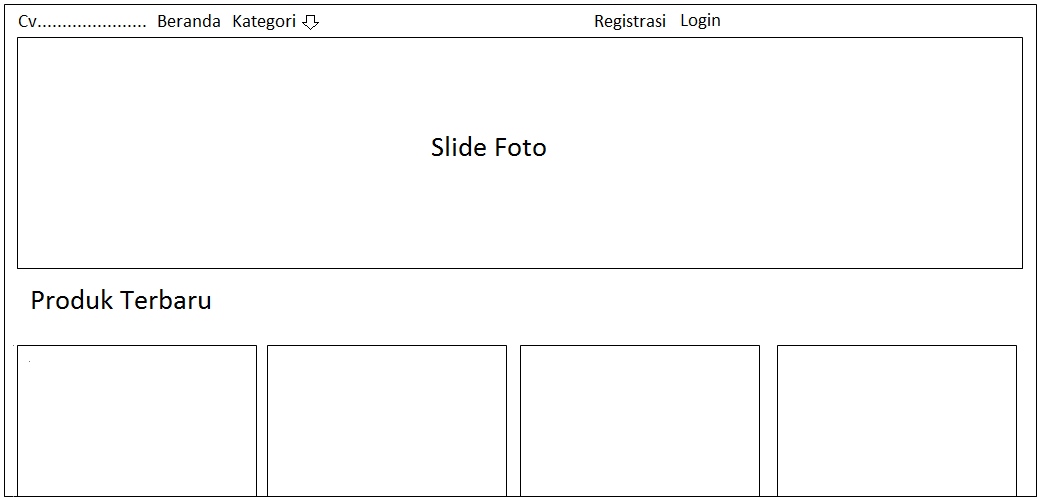 Cv...................... Beranda Kategori Registrasi Login
Slide Foto
Produk Terbaru